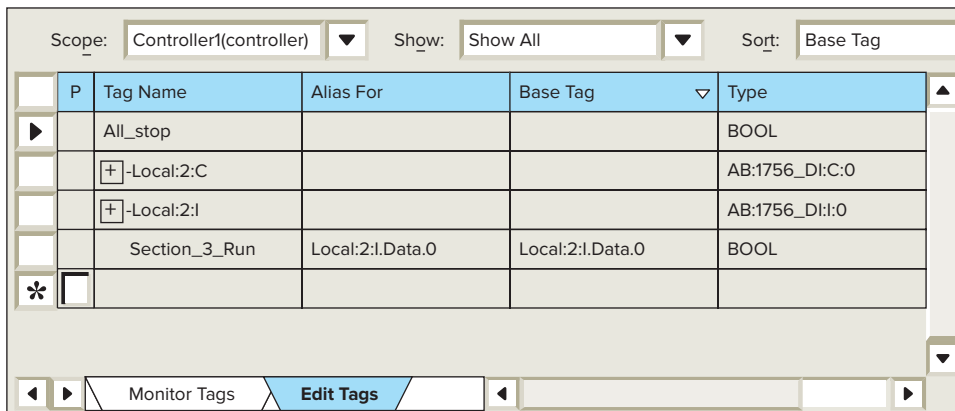 Scope: Controller1(controller) Show: Show All Sort: Base Tag
P Tag Name Alias For Base Tag Type
All_stop BOOL
+-Local:2:C AB:1756_DI:C:0
+-Local:2:I AB:1756_DI:I:0
Section_3_Run Local:2:I.Data.0 Local:2:I.Data.0 BOOL
*
Monitor Tags Edit Tags